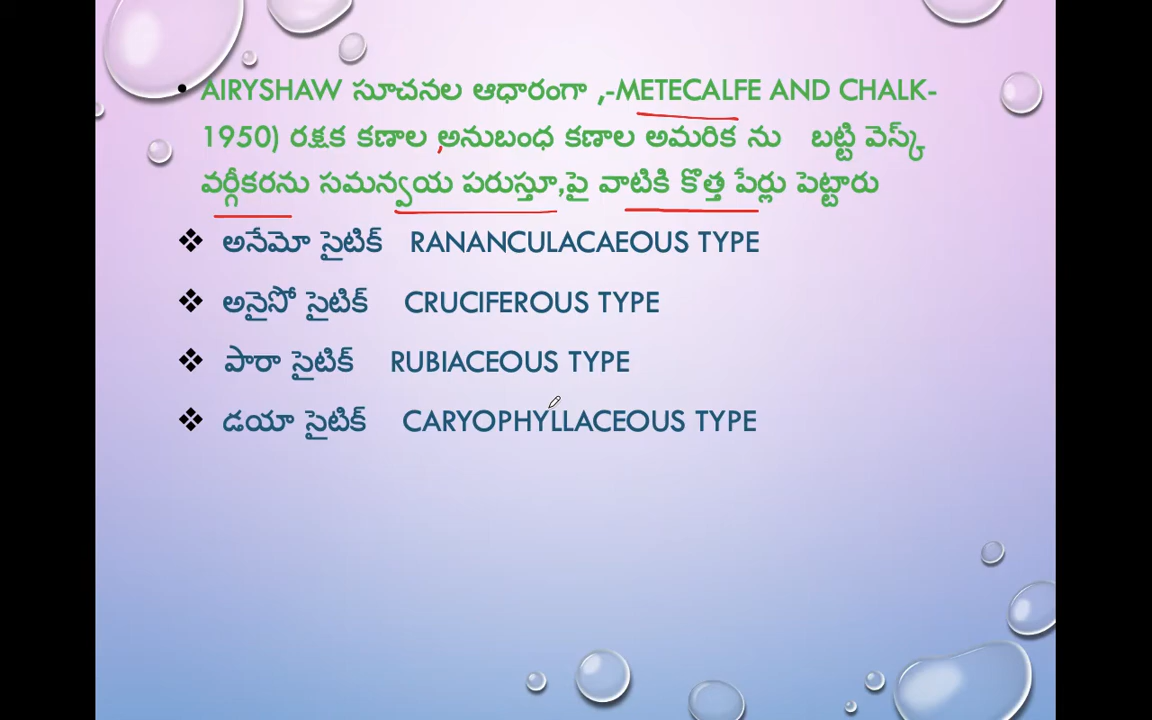 • AIRYSHAW సూచనల ఆధారంగా ,-METECALFE AND CHALK-
1950) రక్షక కణాల అనుబంధ కణాల అమరిక ను బట్టి వెస్క్
వర్గీకరను సమన్వయ పరుస్తూ,పై వాటికి కొత్త పేర్లు పెట్టారు
❖ అనేమో సైటిక్ RANANCULACAEOUS TYPE
❖ అనైసో సైటిక్ CRUCIFEROUS TYPE
❖ పారా సైటిక్ RUBIACEOUS TYPE
❖ డయా సైటిక్ CARYOPHYLLACEOUS TYPE